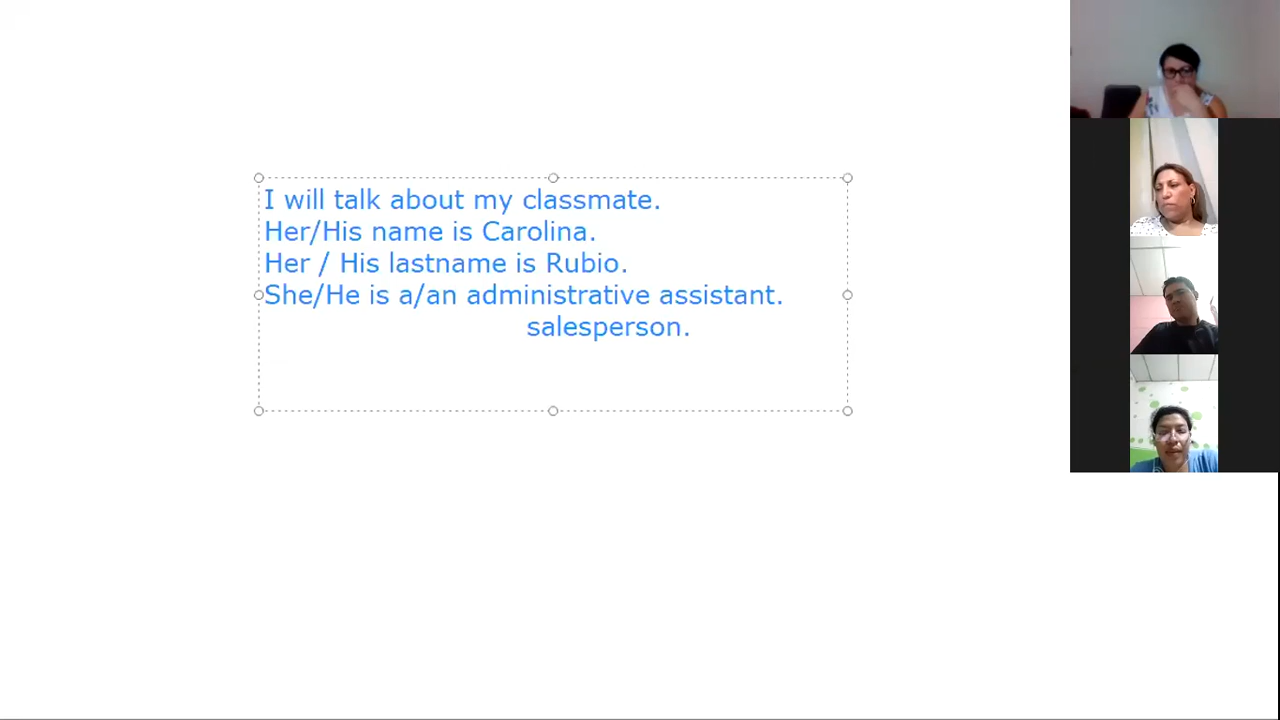 I will talk about my classmate.
Her/His name is Carolina.
Her / His lastname is Rubio.
She/He is a/an administrative assistant.
salesperson.